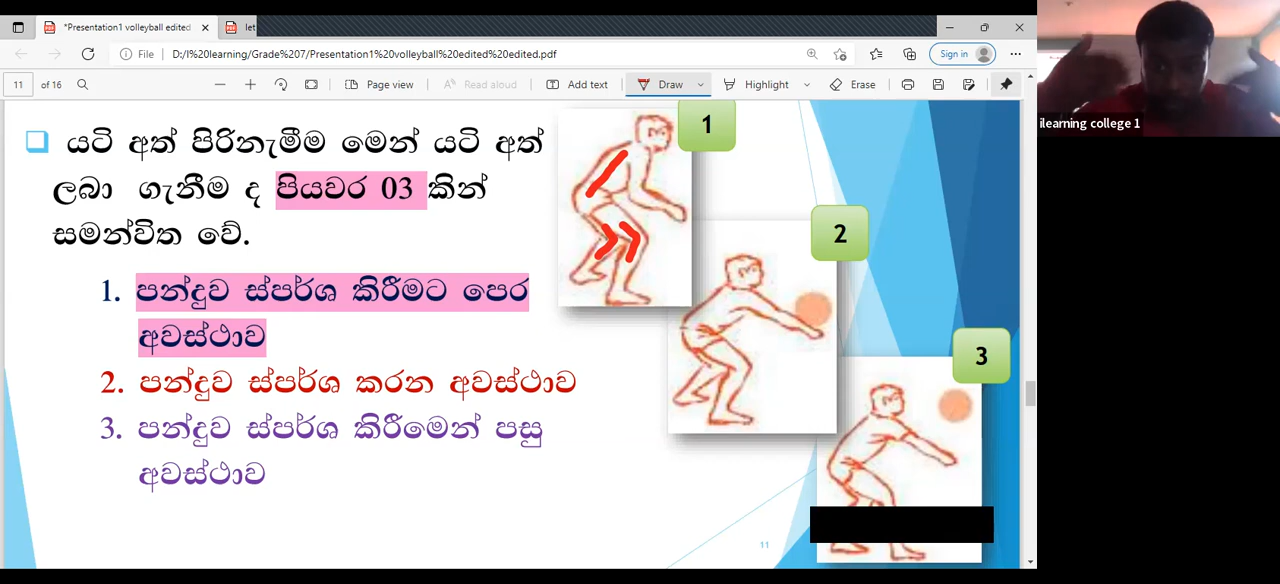 *Presentation1 volleyball edited
let
File
D:/I%20learning/Grade%207/Presentation1%20volleyball%20edited%20edited.pdf
Sign in
11 of 16
Page view
Read aloud
Add text
Draw
Highlight
Erase
ilearning college 1
යටි අත් පිරිනැමීම මෙන් යටි අත්
ලබා ගැනීම ද පියවර 03 කින්
සමන්විත වේ.
1. පන්දුව ස්පර්ශ කිරීමට පෙර
අවස්ථාව
2. පන්දුව ස්පර්ශ කරන අවස්ථාව
3. පන්දුව ස්පර්ශ කිරීමෙන් පසු
අවස්ථාව
1
2
3
11